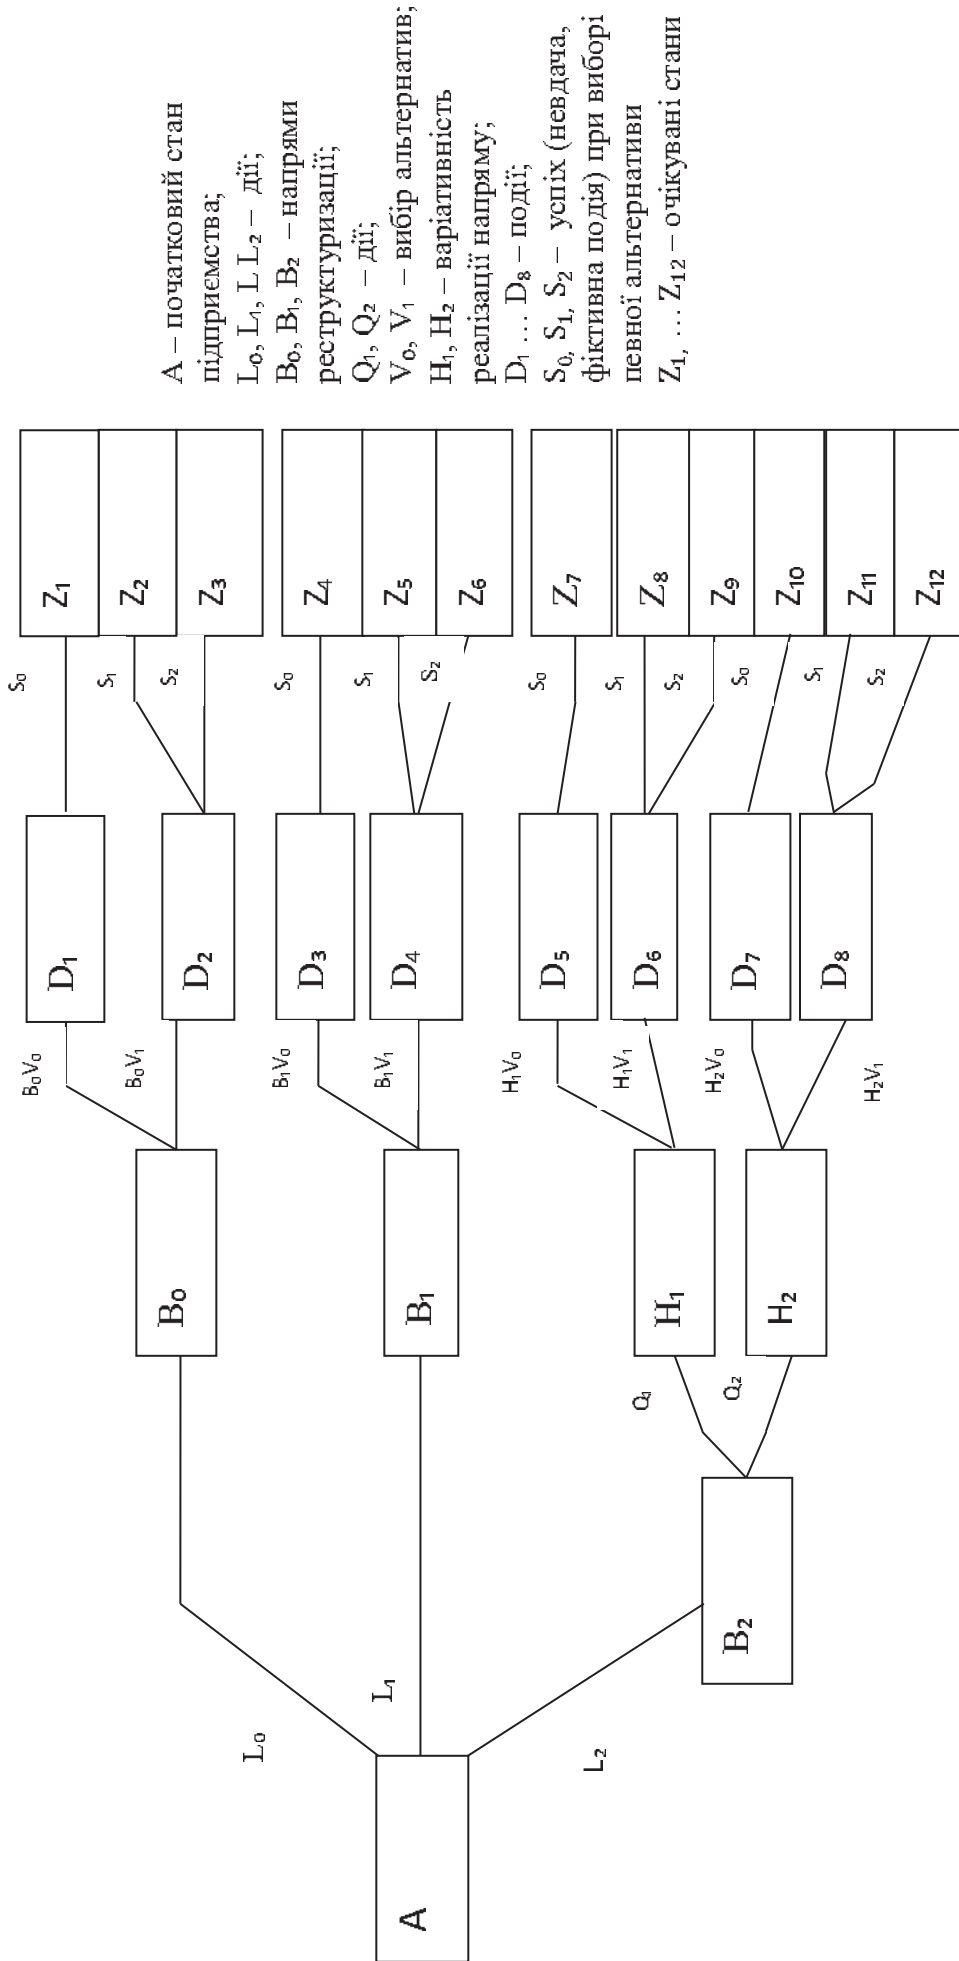 A
L₀
L₁
L₂
B₀
B₁
B₂
Q₁
Q₂
H₁
H₂
B₀V₀
B₀V₁
B₁V₀
B₁V₁
H₁V₀
H₁V₁
H₂V₀
H₂V₁
D₁
D₂
D₃
D₄
D₅
D₆
D₇
D₈
S₀
S₁
S₂
S₀
S₁
S₂
S₀
S₁
S₂
S₀
S₁
S₂
Z₁
Z₂
Z₃
Z₄
Z₅
Z₆
Z₇
Z₈
Z₉
Z₁₀
Z₁₁
Z₁₂
A – початковий стан
підприємства;
L₀, L₁, L L₂ – дії;
B₀, B₁, B₂ – напрями
реструктуризації;
Q₁, Q₂ – дії;
V₀, V₁ – вибір альтернатив;
H₁, H₂ – варіативність
реалізації напряму;
D₁ ... D₈ – події;
S₀, S₁, S₂ – успіх (невдача,
фіктивна подія) при виборі
певної альтернативи
Z₁, ... Z₁₂ – очікувані стани